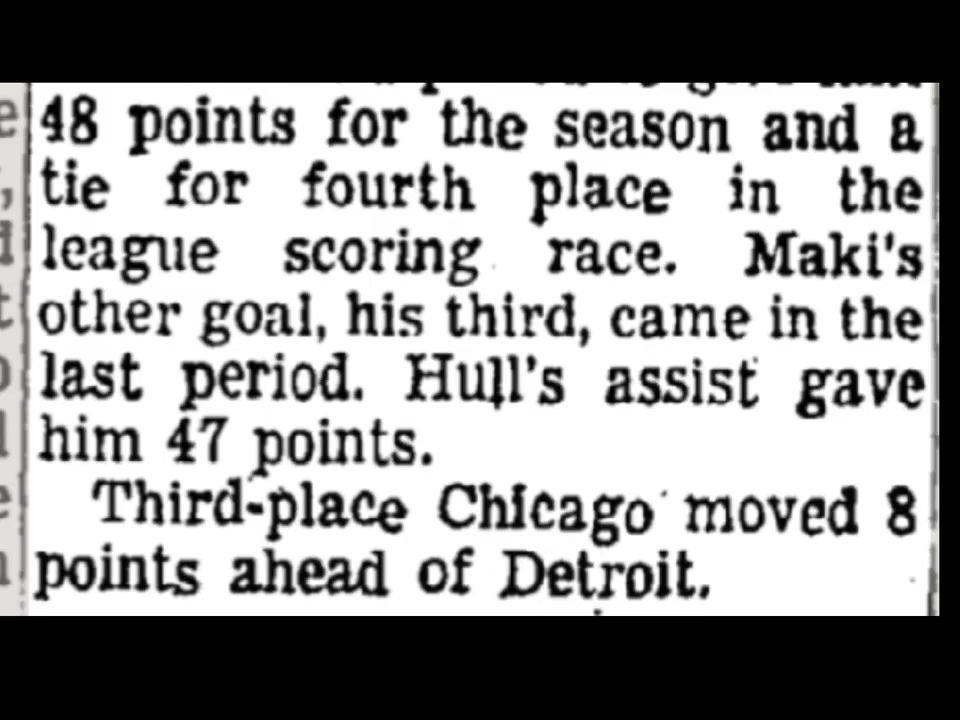 48 points for the season and a
tie for fourth place in the
league scoring race. Maki's
other goal, his third, came in the
last period. Hull's assist gave
him 47 points.
Third-place Chicago moved 8
points ahead of Detroit.